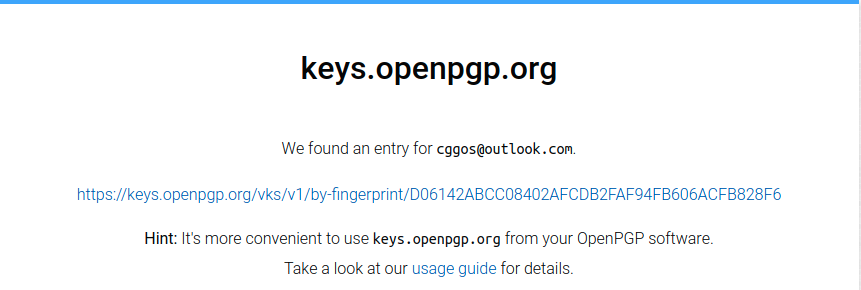 keys.openpgp.org
We found an entry for cggos@outlook.com.
https://keys.openpgp.org/vks/v1/by-fingerprint/D06142ABCC08402AFCDB2FAF94FB606ACFB828F6
Hint: It's more convenient to use keys.openpgp.org from your OpenPGP software.
Take a look at our usage guide for details.